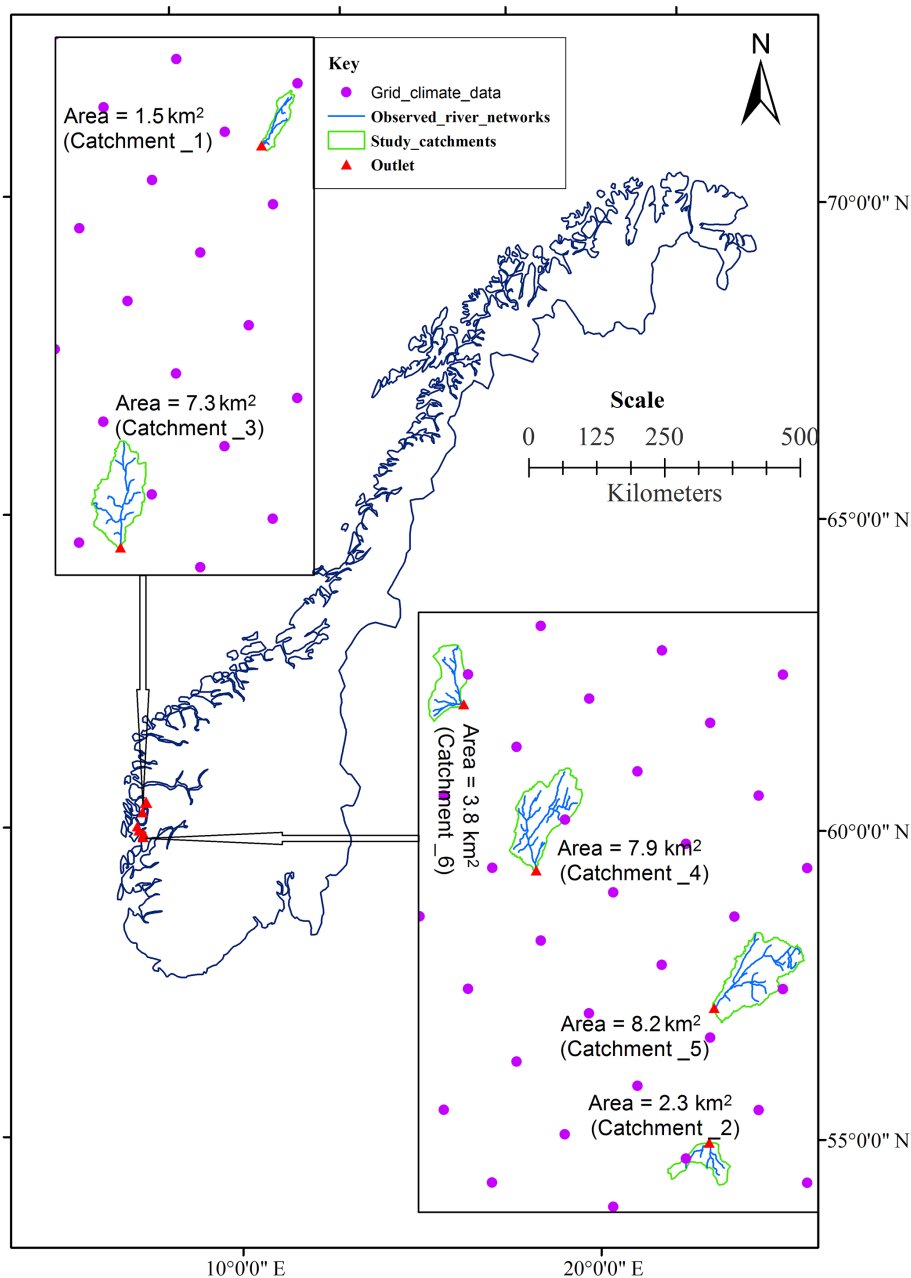 Key
Grid_climate_data
Observed_river_networks
Study_catchments
Outlet
N
Area = 1.5 km²
(Catchment _1)
Area = 7.3 km²
(Catchment _3)
70°0'0" N
Scale
0 125 250 500
Kilometers
65°0'0" N
Area = 3.8 km²
(Catchment _6)
60°0'0" N
Area = 7.9 km²
(Catchment _4)
Area = 8.2 km²
(Catchment _5)
Area = 2.3 km²
(Catchment _2)
55°0'0" N
10°0'0" E
20°0'0" E